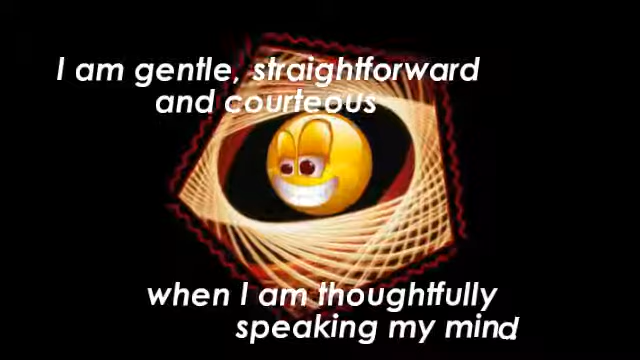 I am gentle, straightforward
and courteous
when I am thoughtfully
speaking my mind.